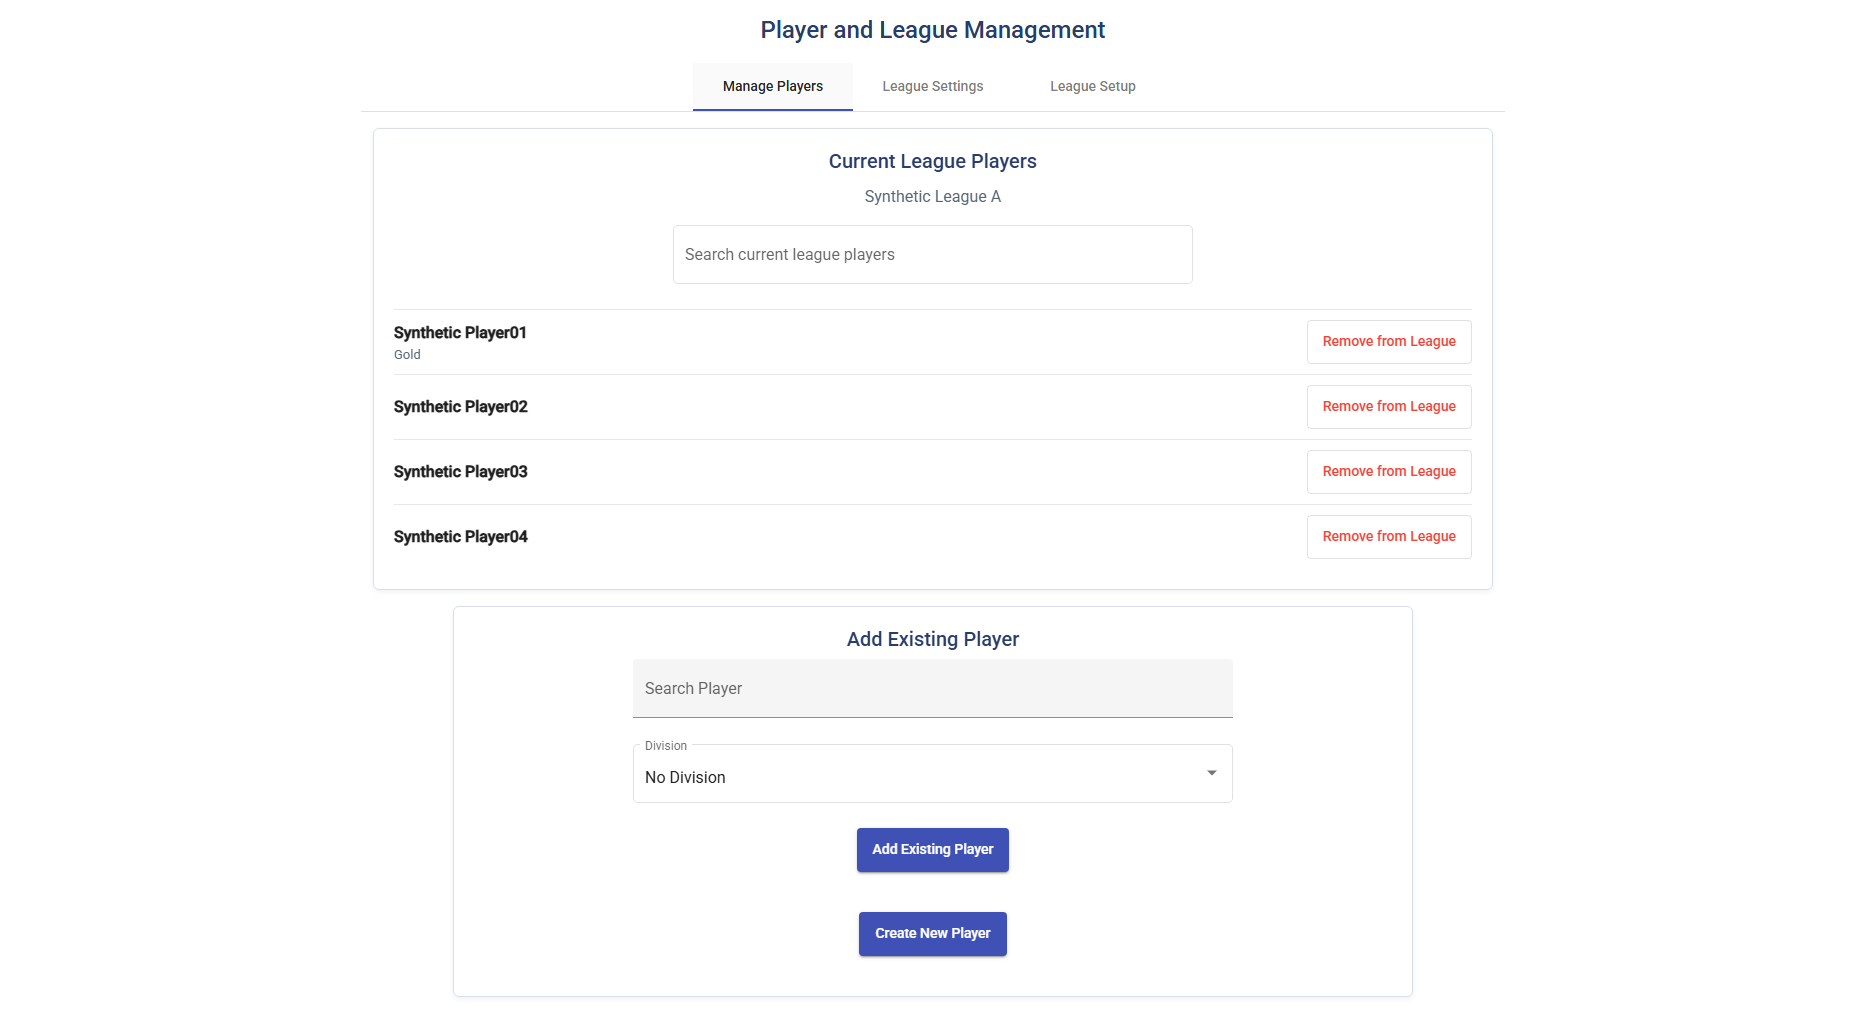 Player and League Management
Manage Players League Settings League Setup
Current League Players
Synthetic League A
Search current league players
Synthetic Player01
Gold
Remove from League
Synthetic Player02
Remove from League
Synthetic Player03
Remove from League
Synthetic Player04
Remove from League
Add Existing Player
Search Player
Division
No Division
Add Existing Player
Create New Player